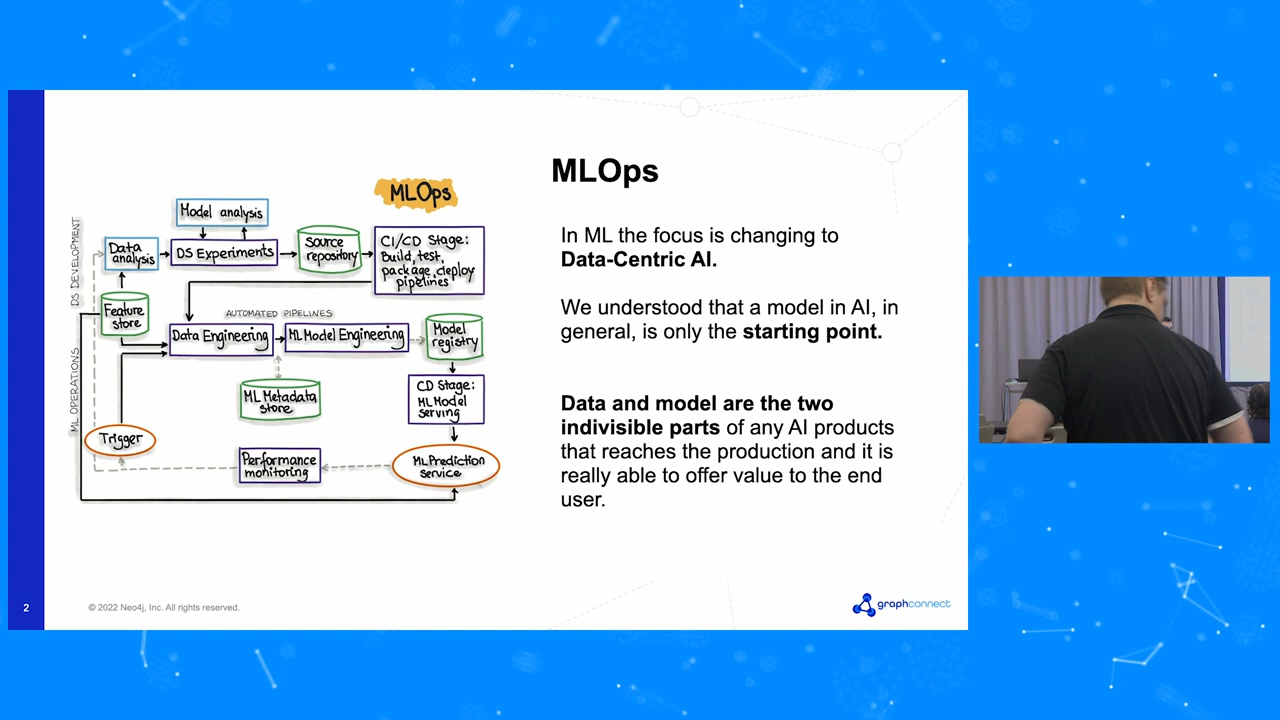 MLOps
MLOps
In ML the focus is changing to
Data-Centric AI.
We understood that a model in AI, in
general, is only the starting point.
Data and model are the two
indivisible parts of any AI products
that reaches the production and it is
really able to offer value to the end
user.
DS DEVELOPMENT
Model analysis
Data
analysis
DS Experiments
Source
repository
CI/CD Stage:
Build, test,
package, deploy
pipelines
Feature
store
AUTOMATED PIPELINES
Data Engineering
ML Model Engineering
Model
registry
ML OPERATIONS
ML Metadata
store
CD Stage:
ML Model
serving
Trigger
Performance
monitoring
ML Prediction
service
2
© 2022 Neo4j, Inc. All rights reserved.
graphconnect